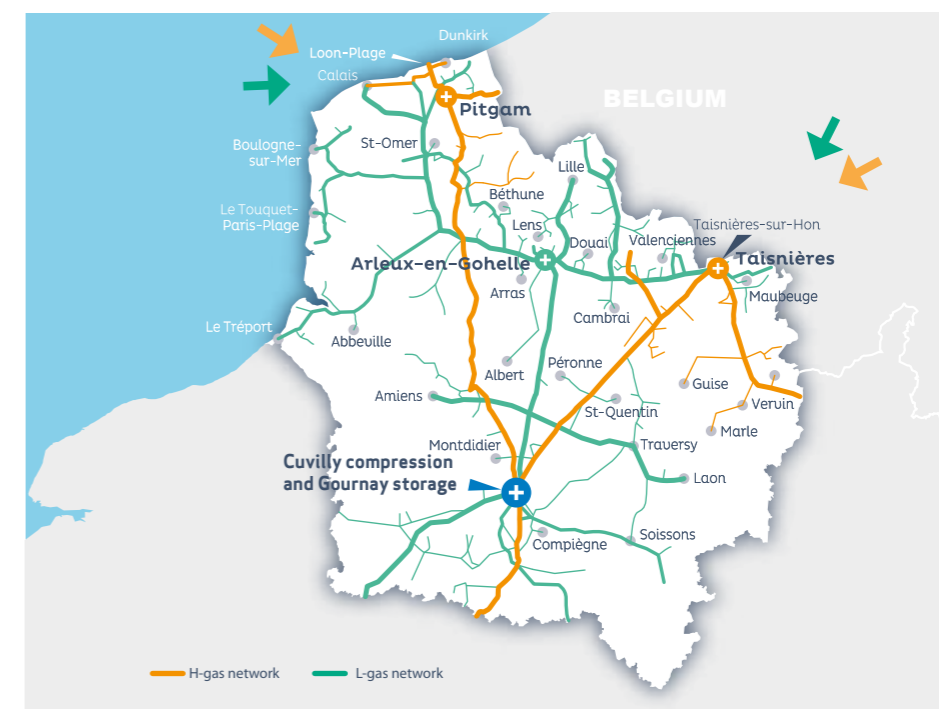 Dunkirk
Loon-Plage
Calais
BELGIUM
Pitgam
Boulogne-
sur-Mer
St-Omer
Lille
Béthune
Le Touquet-
Paris-Plage
Lens
Douai
Valenciennes
Taisnières-sur-Hon
Arleux-en-Gohelle
Taisnières
Arras
Maubeuge
Cambrai
Le Tréport
Abbeville
Albert
Péronne
Guise
Amiens
St-Quentin
Vervin
Marle
Montdidier
Traversy
Cuvilly compression
and Gournay storage
Laon
Compiègne
Soissons
H-gas network
L-gas network